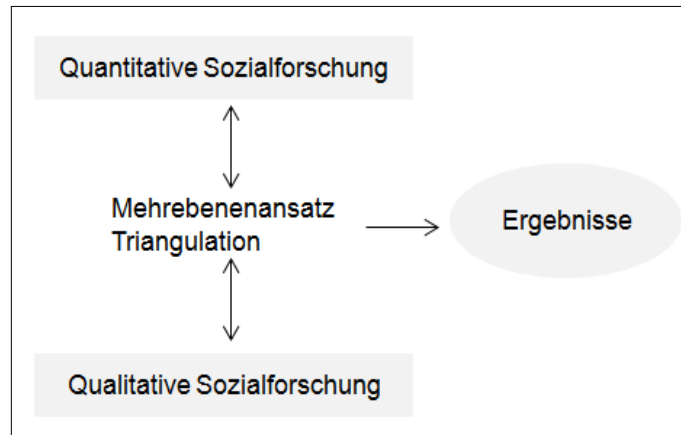 Quantitative Sozialforschung
Mehrebenenansatz
Triangulation
Ergebnisse
Qualitative Sozialforschung